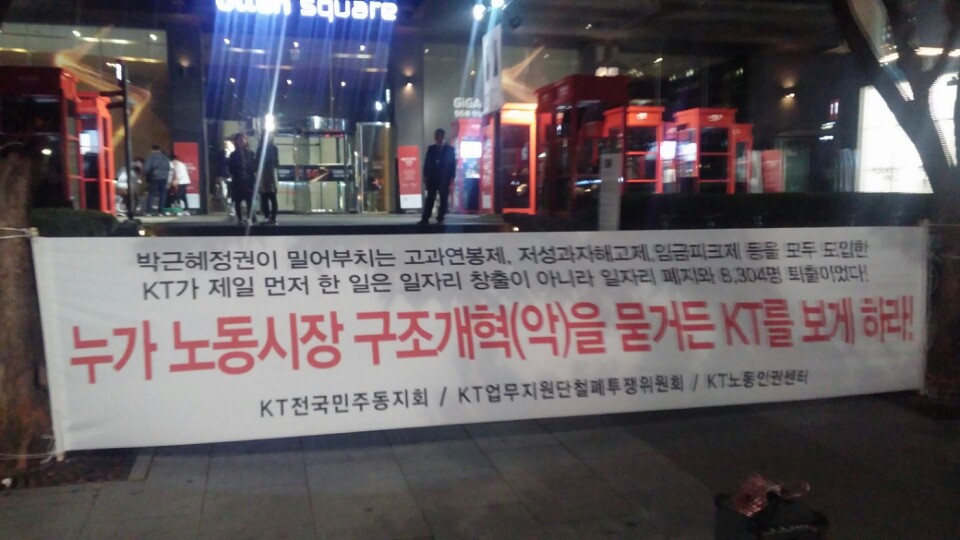 square
GiGA
박근혜정권이 밀어부치는 고과연봉제, 저성과자해고제, 임금피크제 등을 모두 도입한
KT가 제일 먼저 한 일은 일자리 창출이 아니라 일자리 폐지와 8,304명 퇴출이었다!
누가 노동시장 구조개혁(악)을 묻거든 KT를 보게 하라!
KT전국민주동지회 / KT업무지원단철폐투쟁위원회 / KT노동인권센터